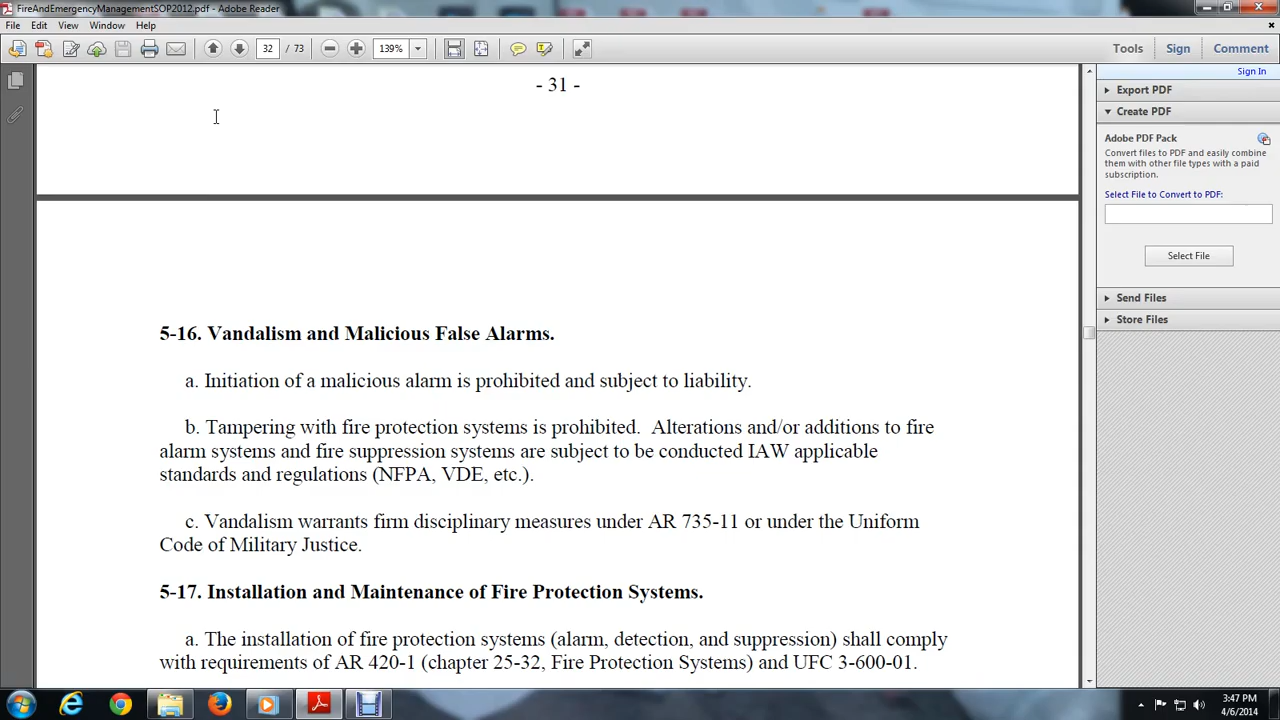 FireAndEmergencyManagementSOP2012.pdf - Adobe Reader
File Edit View Window Help
32 / 73 139% Tools Sign Comment
Sign In
Export PDF
Create PDF
Adobe PDF Pack
Convert files to PDF and easily combine
them with other file types with a paid
subscription.
Select File to Convert to PDF:
Select File
Send Files
Store Files
- 31 -
5-16. Vandalism and Malicious False Alarms.
a. Initiation of a malicious alarm is prohibited and subject to liability.
b. Tampering with fire protection systems is prohibited. Alterations and/or additions to fire
alarm systems and fire suppression systems are subject to be conducted IAW applicable
standards and regulations (NFPA, VDE, etc.).
c. Vandalism warrants firm disciplinary measures under AR 735-11 or under the Uniform
Code of Military Justice.
5-17. Installation and Maintenance of Fire Protection Systems.
a. The installation of fire protection systems (alarm, detection, and suppression) shall comply
with requirements of AR 420-1 (chapter 25-32, Fire Protection Systems) and UFC 3-600-01.
3:47 PM
4/6/2014